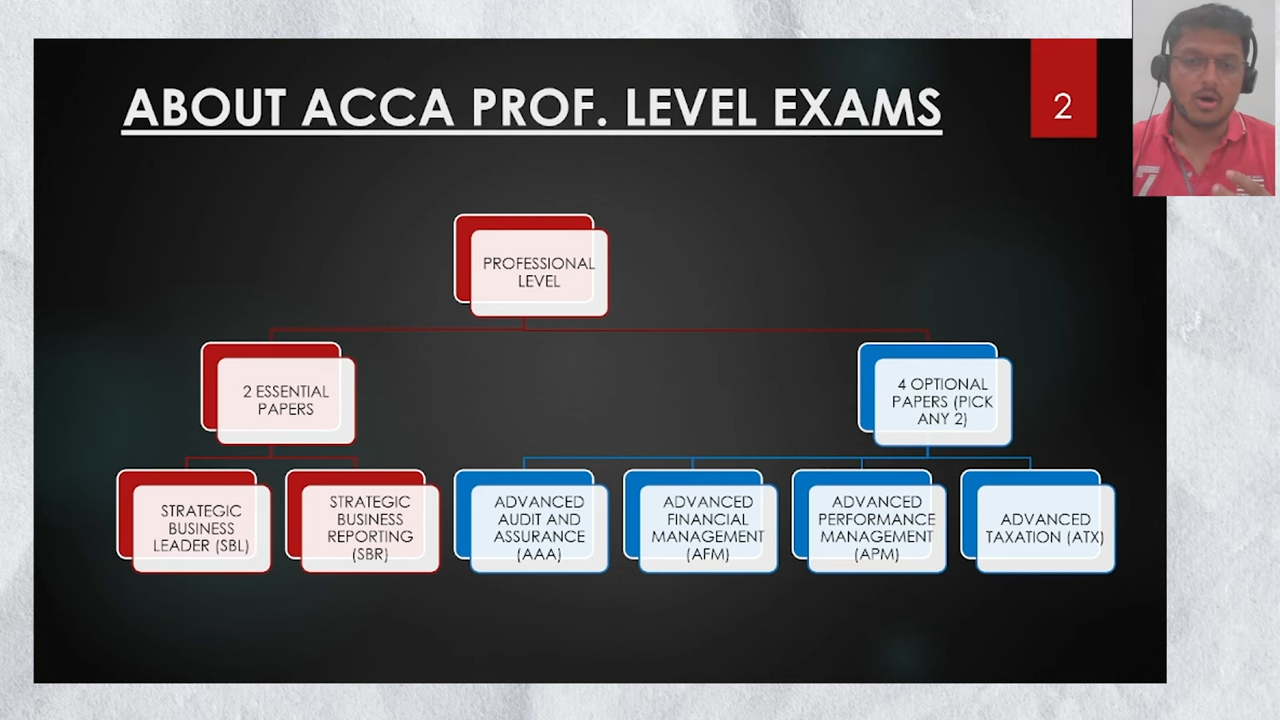 ABOUT ACCA PROF. LEVEL EXAMS
2
PROFESSIONAL
LEVEL
2 ESSENTIAL
PAPERS
4 OPTIONAL
PAPERS (PICK
ANY 2)
STRATEGIC
BUSINESS
LEADER (SBL)
STRATEGIC
BUSINESS
REPORTING
(SBR)
ADVANCED
AUDIT AND
ASSURANCE
(AAA)
ADVANCED
FINANCIAL
MANAGEMENT
(AFM)
ADVANCED
PERFORMANCE
MANAGEMENT
(APM)
ADVANCED
TAXATION (ATX)